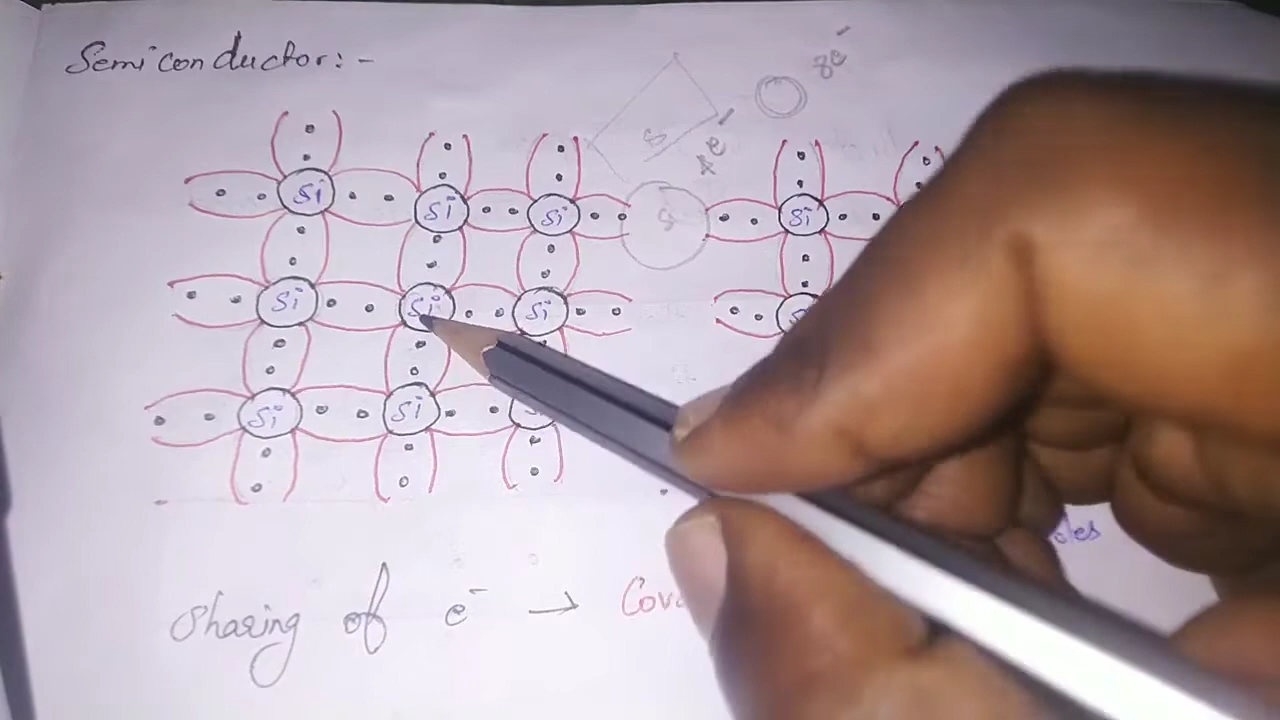 Semiconductor:-
8e⁻
4e⁻
S
Si Si Si S Si
Si Si Si
Si Si
Sharing of e⁻ →